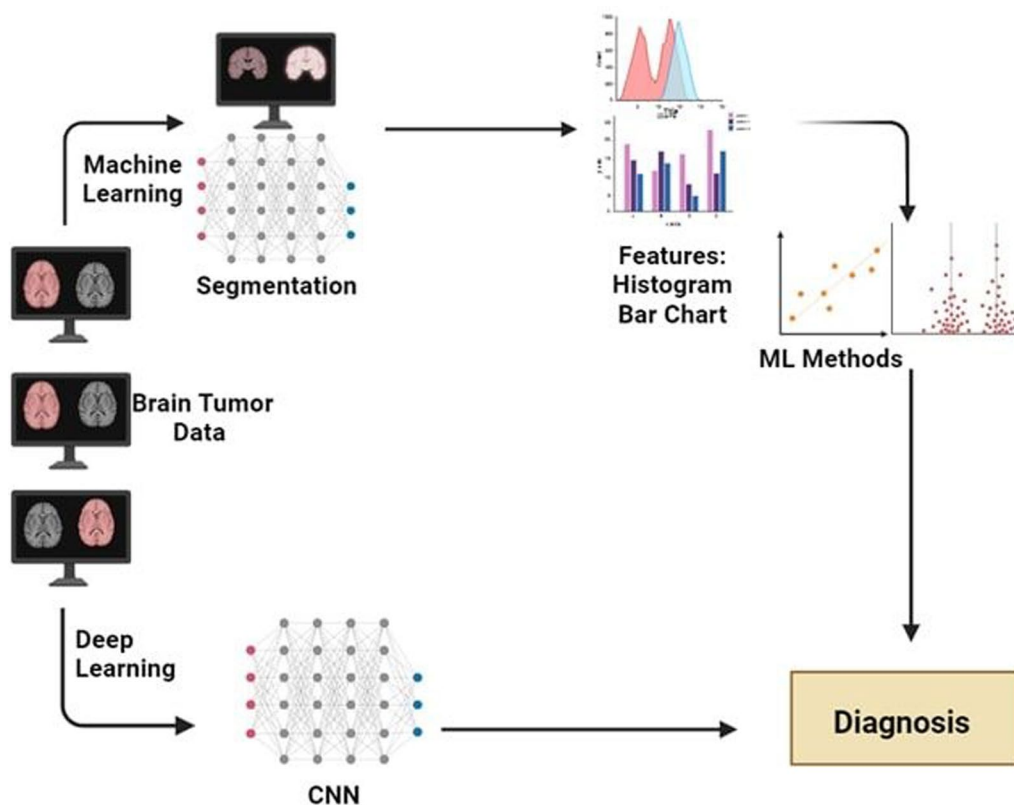 Machine
Learning
Segmentation
Features:
Histogram
Bar Chart
ML Methods
Brain Tumor
Data
Deep
Learning
CNN
Diagnosis